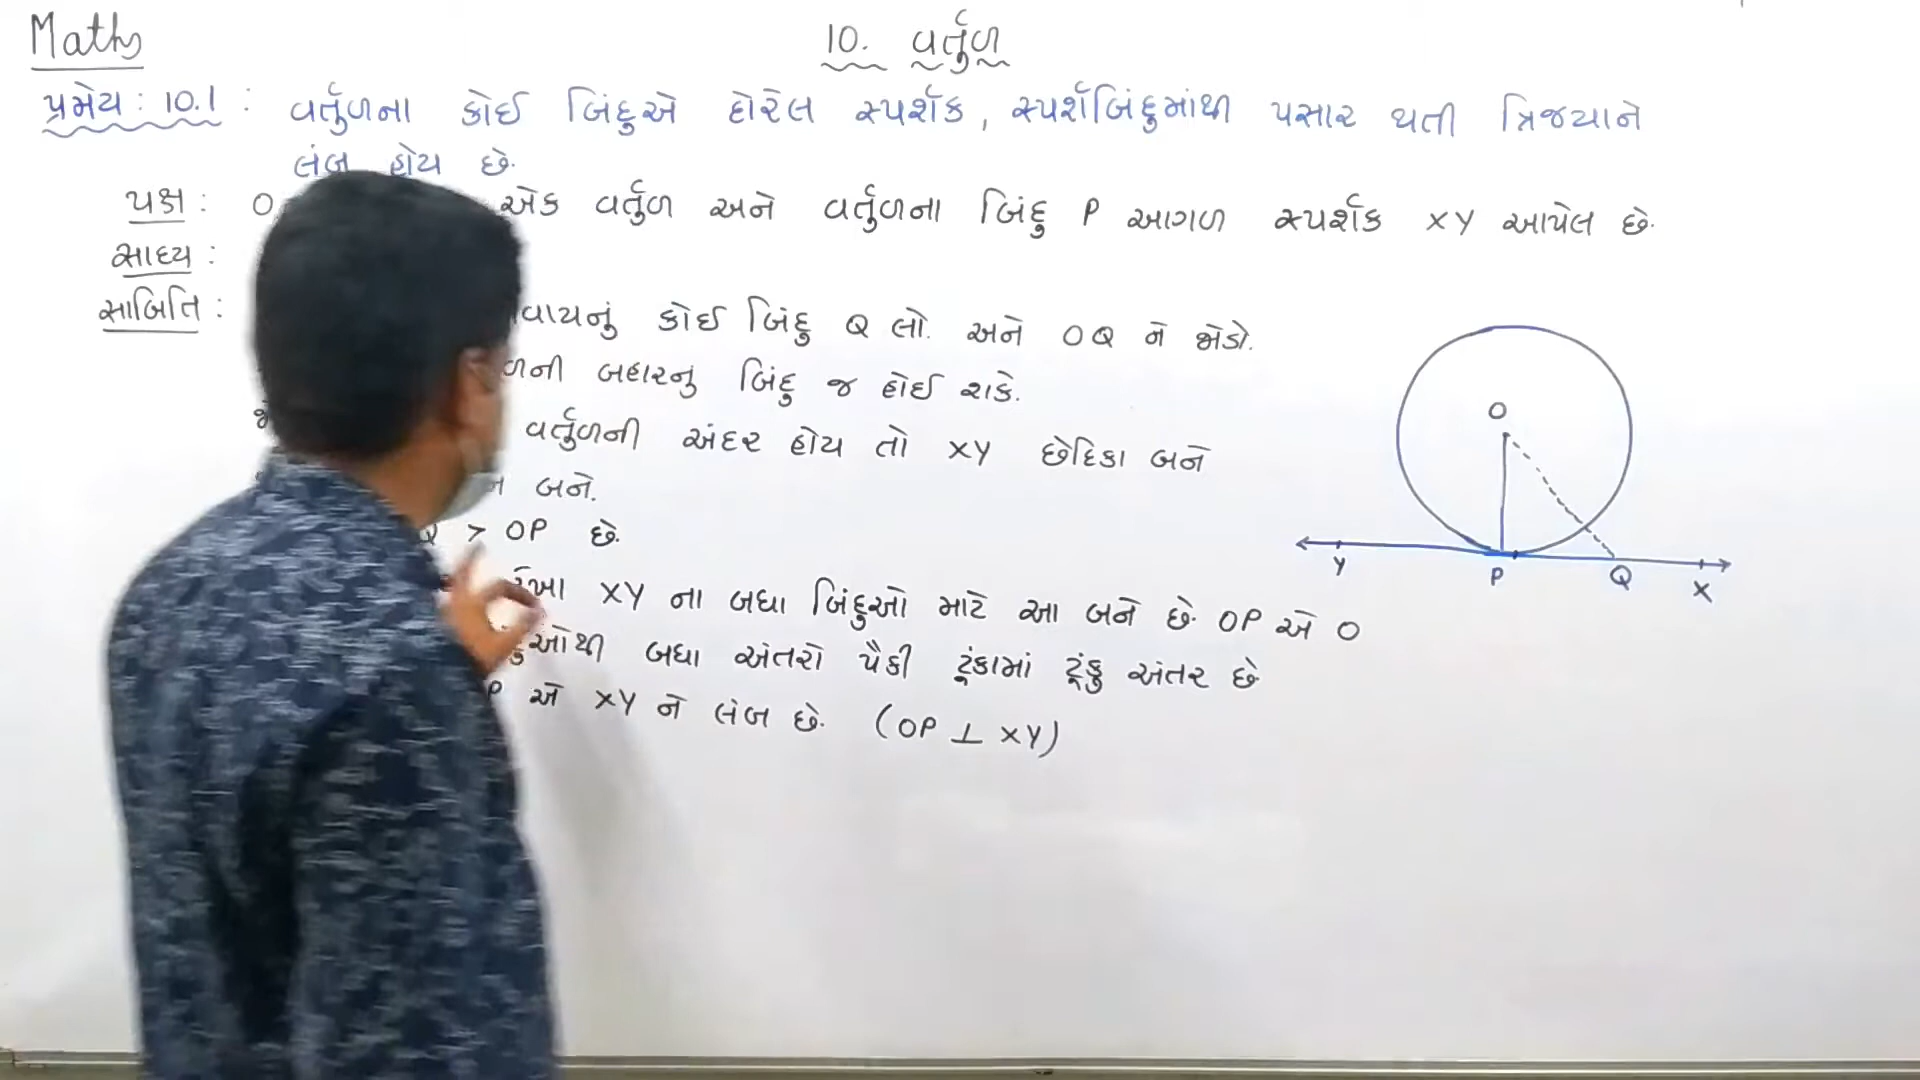 Maths
10. વર્તુળ
પ્રમેય : 10.1 : વર્તુળના કોઈ બિંદુએ દોરેલ સ્પર્શક, સ્પર્શબિંદુમાંથી પસાર થતી ત્રિજયાને
લંબ હોય છે.
પક્ષ : O એક વર્તુળ અને વર્તુળના બિંદુ P આગળ સ્પર્શક XY આપેલ છે.
સાધ્ય :
સાબિતિ : કોઈ બિંદુ Q લો. અને OQ ને જોડો.
બહારનું બિંદુ જ હોઈ શકે.
વર્તુળની અંદર હોય તો XY છેદિકા બને
બને.
> OP છે.
XY ના બધા બિંદુઓ માટે આ બને છે. OP એ O
બધા અંતરો પૈકી ટૂંકામાં ટૂંકુ અંતર છે
P એ XY ને લંબ છે. (OP ⊥ XY)
O
Y P Q X